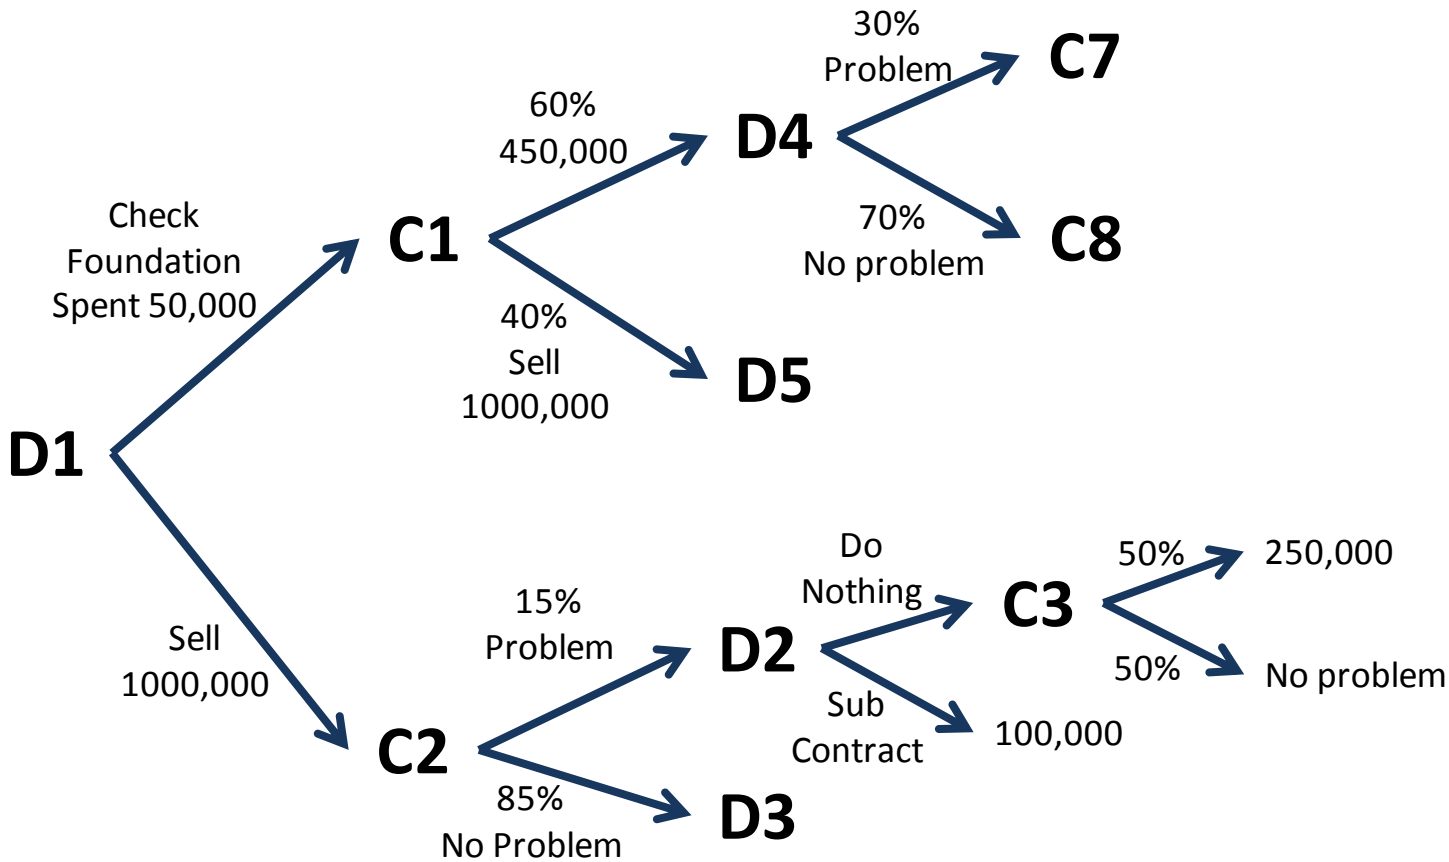 30%
Problem
C7
60%
450,000
D4
70%
No problem
C8
Check
Foundation
Spent 50,000
C1
40%
Sell
1000,000
D5
D1
Do
Nothing
50%
250,000
C3
15%
Problem
D2
50%
No problem
Sell
1000,000
Sub
Contract
100,000
C2
85%
No Problem
D3